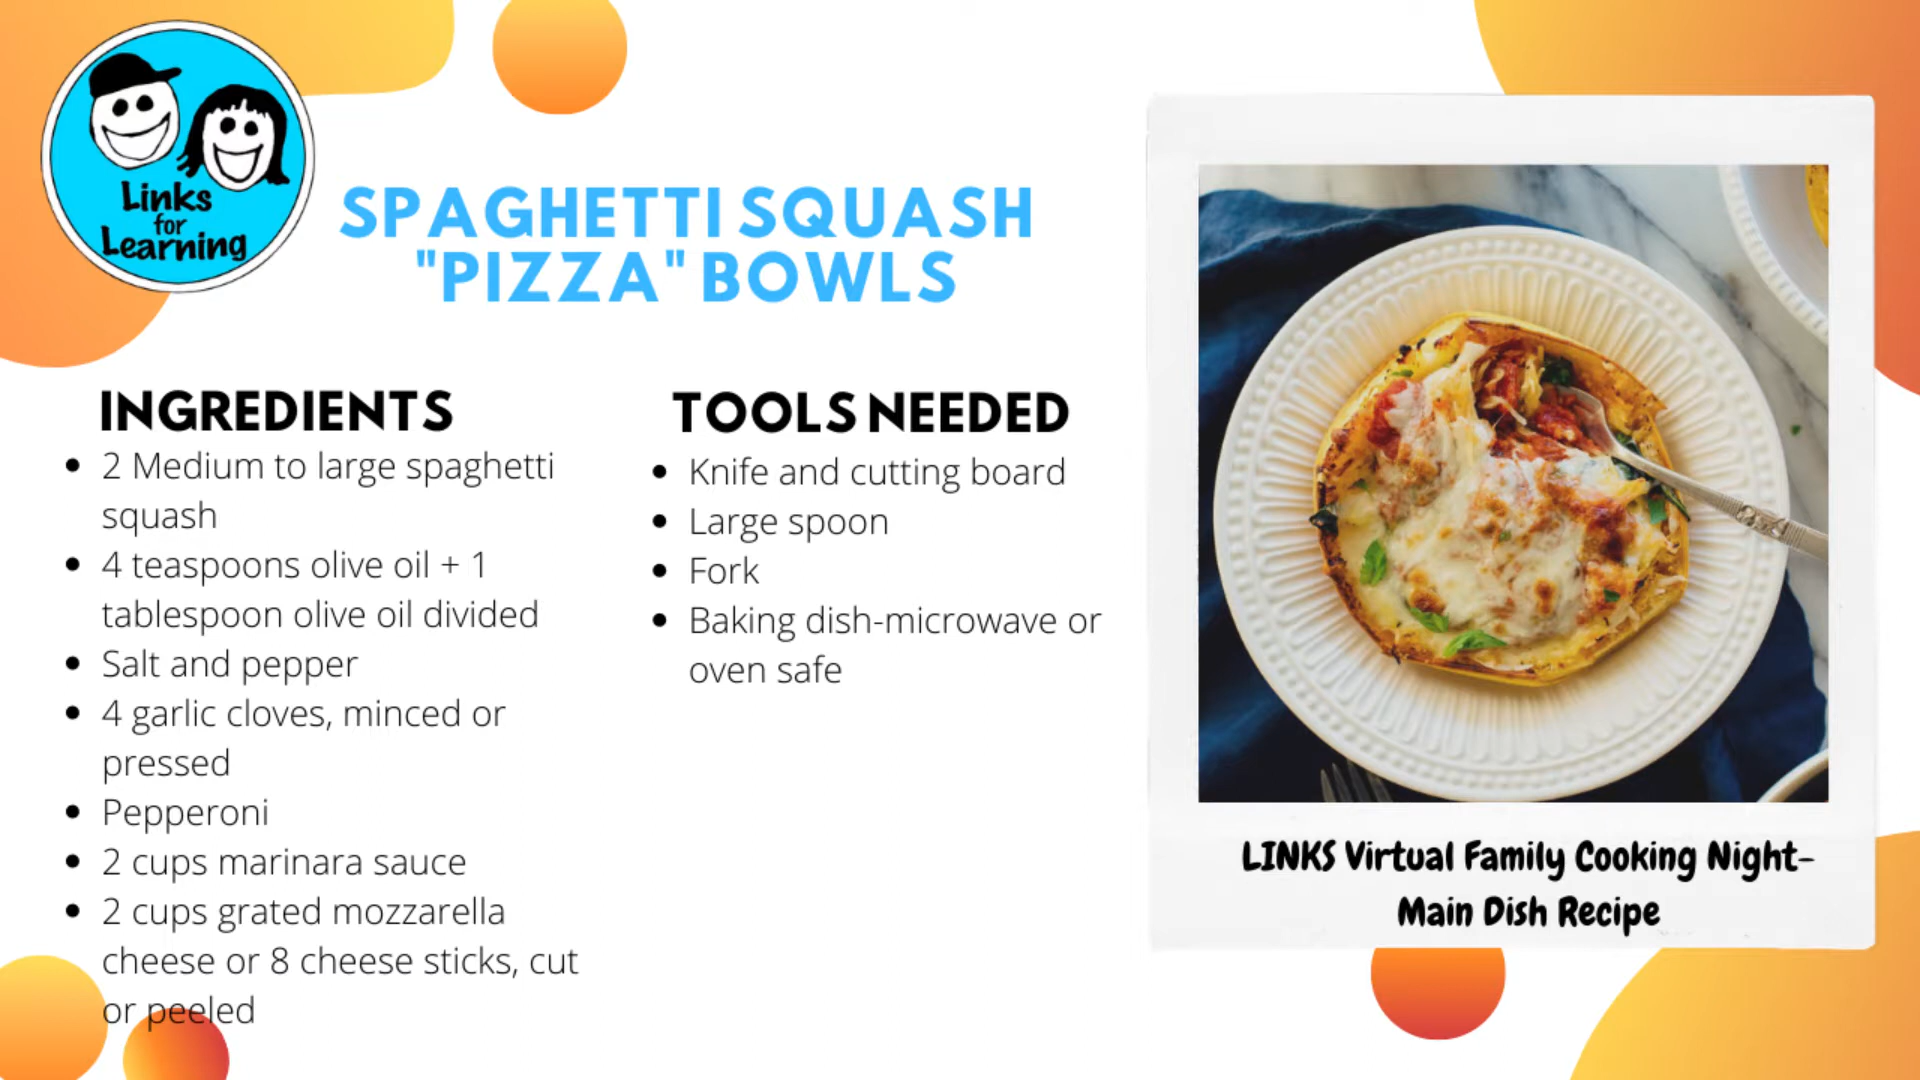 Links
for
Learning
SPAGHETTI SQUASH
"PIZZA" BOWLS
INGREDIENTS
• 2 Medium to large spaghetti
squash
• 4 teaspoons olive oil + 1
tablespoon olive oil divided
• Salt and pepper
• 4 garlic cloves, minced or
pressed
• Pepperoni
• 2 cups marinara sauce
• 2 cups grated mozzarella
cheese or 8 cheese sticks, cut
or peeled
TOOLS NEEDED
• Knife and cutting board
• Large spoon
• Fork
• Baking dish-microwave or
oven safe
LINKS Virtual Family Cooking Night-
Main Dish Recipe